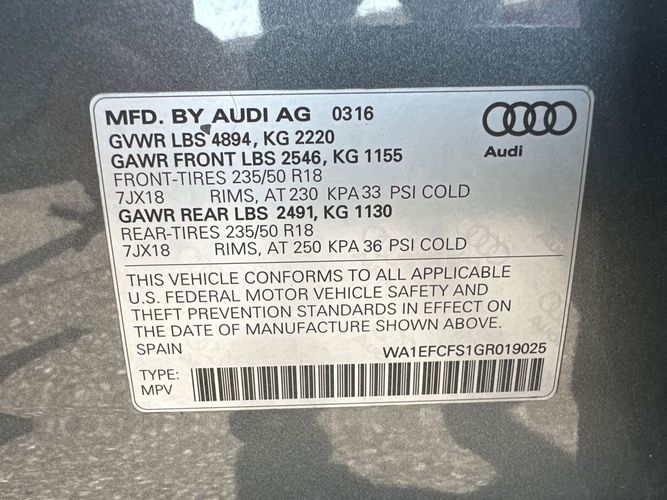 MFD. BY AUDI AG 0316
GVWR LBS 4894, KG 2220
GAWR FRONT LBS 2546, KG 1155
FRONT-TIRES 235/50 R18
7JX18 RIMS, AT 230 KPA 33 PSI COLD
GAWR REAR LBS 2491, KG 1130
REAR-TIRES 235/50 R18
7JX18 RIMS, AT 250 KPA 36 PSI COLD
Audi
THIS VEHICLE CONFORMS TO ALL APPLICABLE
U.S. FEDERAL MOTOR VEHICLE SAFETY AND
THEFT PREVENTION STANDARDS IN EFFECT ON
THE DATE OF MANUFACTURE SHOWN ABOVE.
SPAIN WA1EFCFS1GR019025
TYPE:
MPV